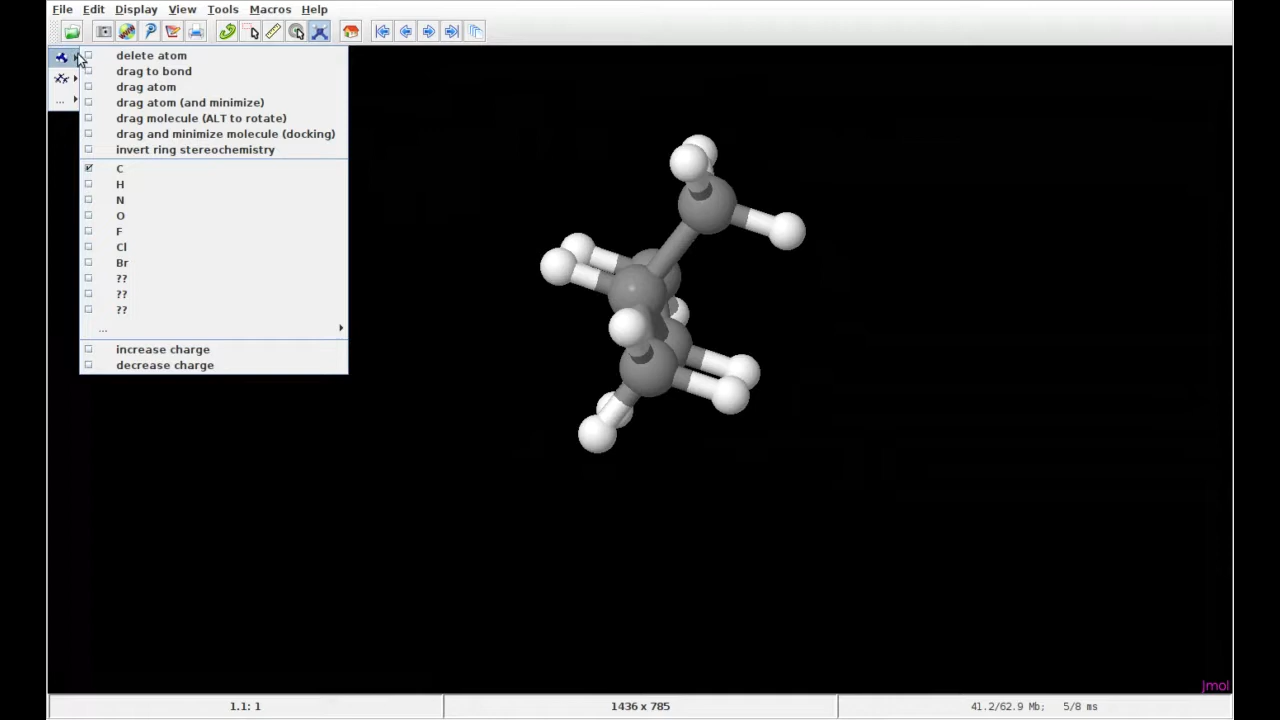 File Edit Display View Tools Macros Help
delete atom
drag to bond
drag atom
drag atom (and minimize)
drag molecule (ALT to rotate)
drag and minimize molecule (docking)
invert ring stereochemistry
C
H
N
O
F
Cl
Br
??
??
??
...
...
increase charge
decrease charge
Jmol
1.1: 1 1436 x 785 41.2/62.9 Mb; 5/8 ms